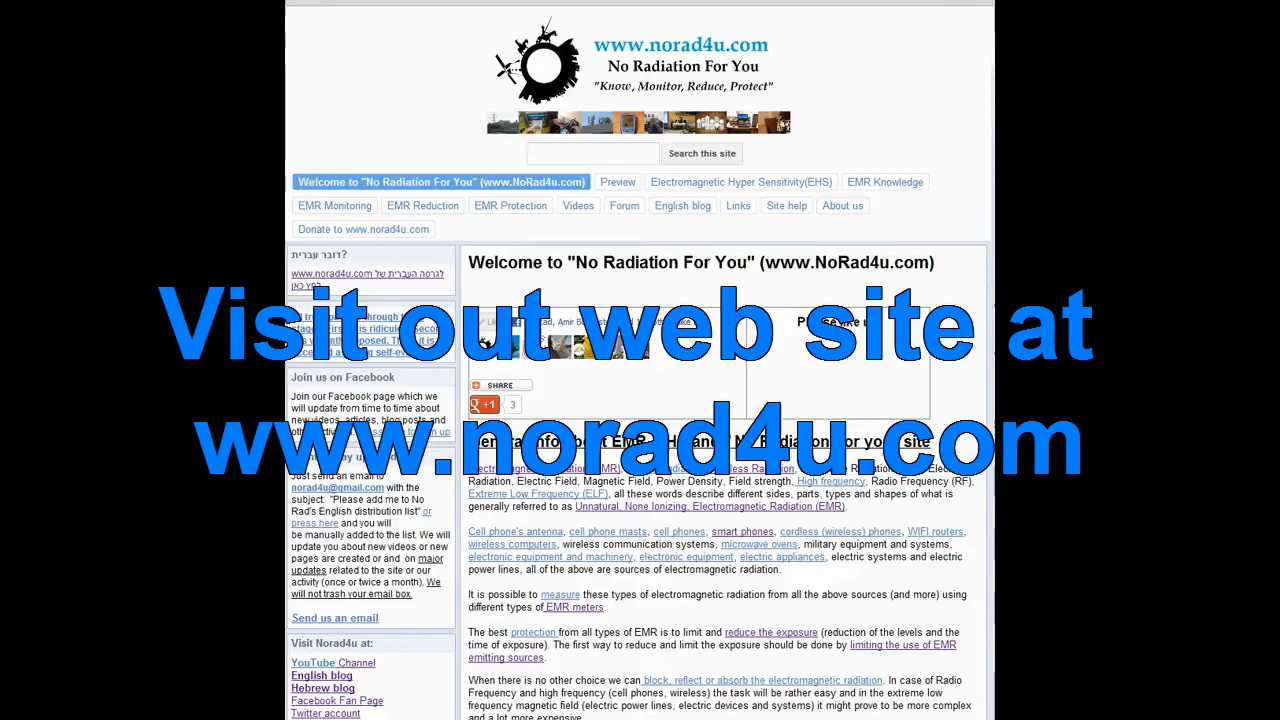 www.norad4u.com
No Radiation For You
"Know, Monitor, Reduce, Protect"
Search this site
Welcome to "No Radiation For You" (www.NoRad4u.com) Preview Electromagnetic Hyper Sensitivity(EHS) EMR Knowledge
EMR Monitoring EMR Reduction EMR Protection Videos Forum English blog Links Site help About us
Donate to www.norad4u.com
דובר עברית?
לגרסה העברית של www.norad4u.com
לחץ כאן
Join us on Facebook
Join our Facebook page which we
will update from time to time about
new videos, articles, blog posts and
Just send an email to
norad4u@gmail.com with the
subject: "Please add me to No
Rad's English distribution list" or
press here and you will
be manually added to the list. We will
update you about new videos or new
pages are created or and on major
updates related to the site or our
activity (once or twice a month). We
will not trash your email box.
Send us an email
Visit Norad4u at:
YouTube Channel
English blog
Hebrew blog
Facebook Fan Page
Twitter account
Welcome to "No Radiation For You" (www.NoRad4u.com)
Visit out web site at
www.norad4u.com
SHARE
+1 3
Radiation, Electric Field, Magnetic Field, Power Density, Field strength, High frequency, Radio Frequency (RF),
Extreme Low Frequency (ELF), all these words describe different sides, parts, types and shapes of what is
generally referred to as Unnatural, None Ionizing, Electromagnetic Radiation (EMR).
Cell phone's antenna, cell phone masts, cell phones, smart phones, cordless (wireless) phones, WIFI routers,
wireless computers, wireless communication systems, microwave ovens, military equipment and systems,
electronic equipment and machinery, electronic equipment, electric appliances, electric systems and electric
power lines, all of the above are sources of electromagnetic radiation.
It is possible to measure these types of electromagnetic radiation from all the above sources (and more) using
different types of EMR meters.
The best protection from all types of EMR is to limit and reduce the exposure (reduction of the levels and the
time of exposure). The first way to reduce and limit the exposure should be done by limiting the use of EMR
emitting sources.
When there is no other choice we can block, reflect or absorb the electromagnetic radiation. In case of Radio
Frequency and high frequency (cell phones, wireless) the task will be rather easy and in the extreme low
frequency magnetic field (electric power lines, electric devices and systems) it might prove to be more complex
and a lot more expensive.